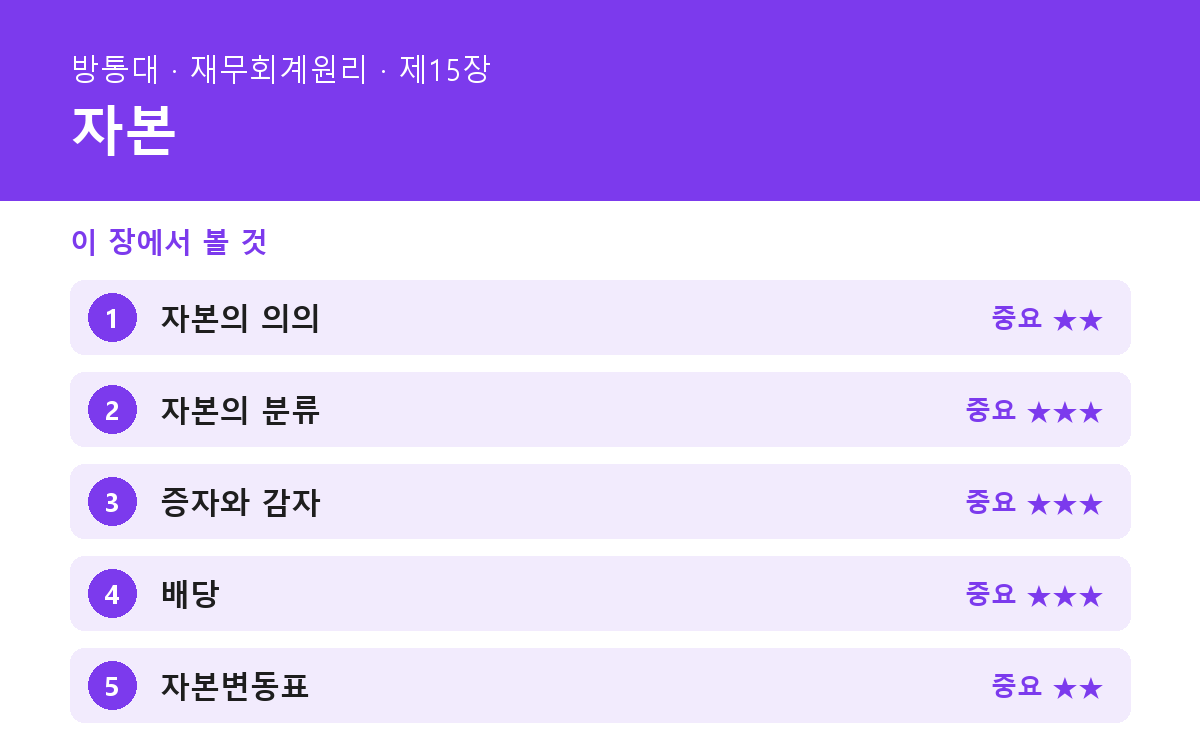 방통대 · 재무회계원리 · 제15장
자본
이 장에서 볼 것
1 자본의 의의 중요 ★★
2 자본의 분류 중요 ★★★
3 증자와 감자 중요 ★★★
4 배당 중요 ★★★
5 자본변동표 중요 ★★